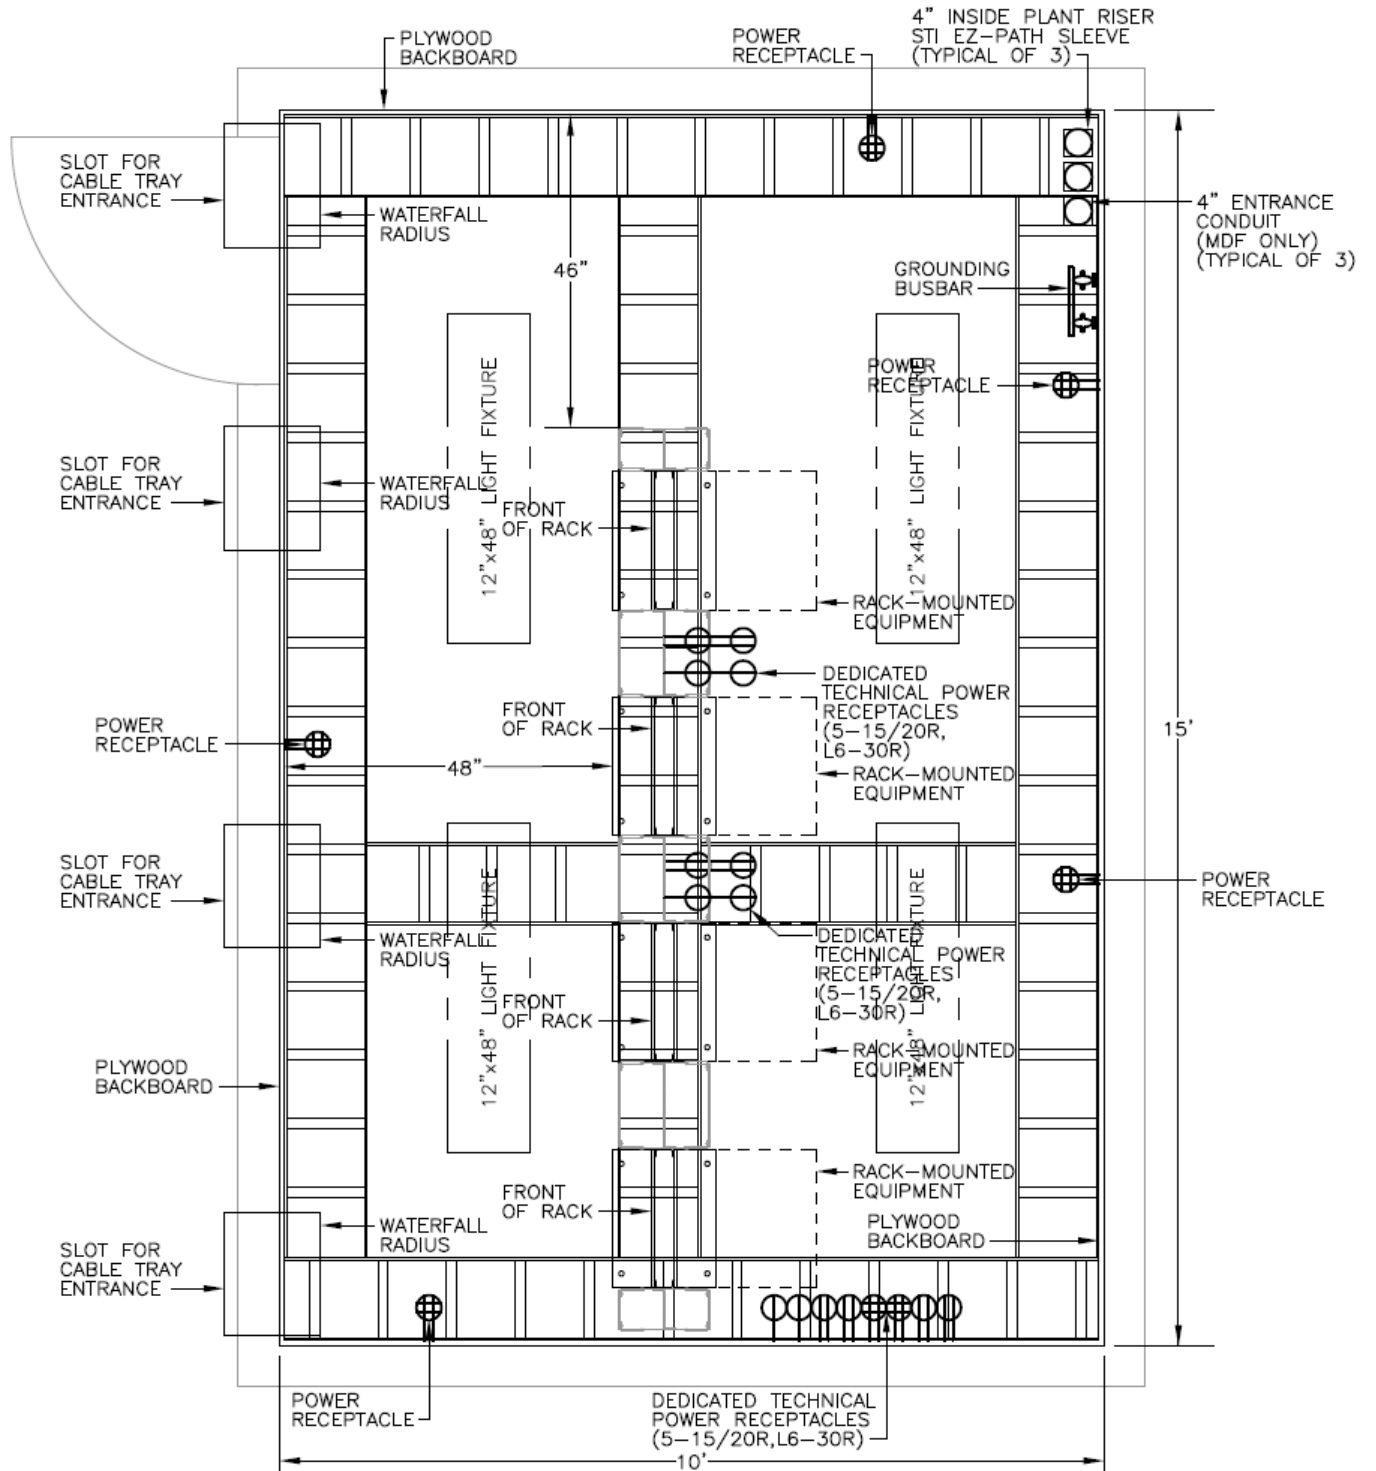 4" INSIDE PLANT RISER
STI EZ-PATH SLEEVE
(TYPICAL OF 3)
PLYWOOD
BACKBOARD
POWER
RECEPTACLE
SLOT FOR
CABLE TRAY
ENTRANCE
WATERFALL
RADIUS
4" ENTRANCE
CONDUIT
(MDF ONLY)
(TYPICAL OF 3)
46"
GROUNDING
BUSBAR
POWER
RECEPTACLE
12"x48" LIGHT FIXTURE
12"x48" LIGHT FIXTURE
SLOT FOR
CABLE TRAY
ENTRANCE
WATERFALL
RADIUS
FRONT
OF RACK
RACK-MOUNTED
EQUIPMENT
DEDICATED
TECHNICAL POWER
RECEPTACLES
(5-15/20R,
L6-30R)
FRONT
OF RACK
POWER
RECEPTACLE
15'
48"
RACK-MOUNTED
EQUIPMENT
SLOT FOR
CABLE TRAY
ENTRANCE
POWER
RECEPTACLE
WATERFALL
RADIUS
12"x48" LIGHT FIXTURE
12"x48" LIGHT FIXTURE
DEDICATED
TECHNICAL POWER
RECEPTACLES
(5-15/20R,
L6-30R)
FRONT
OF RACK
RACK-MOUNTED
EQUIPMENT
PLYWOOD
BACKBOARD
RACK-MOUNTED
EQUIPMENT
FRONT
OF RACK
WATERFALL
RADIUS
PLYWOOD
BACKBOARD
SLOT FOR
CABLE TRAY
ENTRANCE
POWER
RECEPTACLE
DEDICATED TECHNICAL
POWER RECEPTACLES
(5-15/20R,L6-30R)
10'